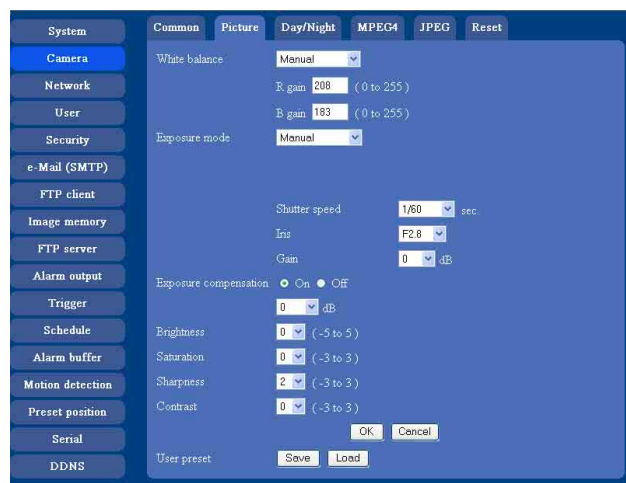 System
Camera
Network
User
Security
e-Mail (SMTP)
FTP client
Image memory
FTP server
Alarm output
Trigger
Schedule
Alarm buffer
Motion detection
Preset position
Serial
DDNS
Common Picture Day/Night MPEG4 JPEG Reset
White balance Manual
R gain 208 ( 0 to 255 )
B gain 183 ( 0 to 255 )
Exposure mode Manual
Shutter speed 1/60 sec.
Iris F2.8
Gain 0 dB
Exposure compensation On Off
0 dB
Brightness 0 ( -5 to 5 )
Saturation 0 ( -3 to 3 )
Sharpness 2 ( -3 to 3 )
Contrast 0 ( -3 to 3 )
OK Cancel
User preset Save Load